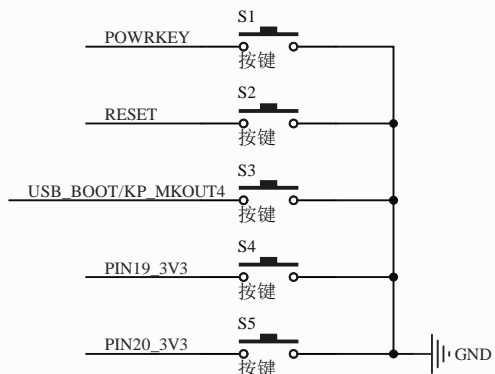 S1
POWRKEY
按键
S2
RESET
按键
S3
USB_BOOT/KP_MKOUT4
按键
S4
PIN19_3V3
按键
S5
PIN20_3V3
GND
按键